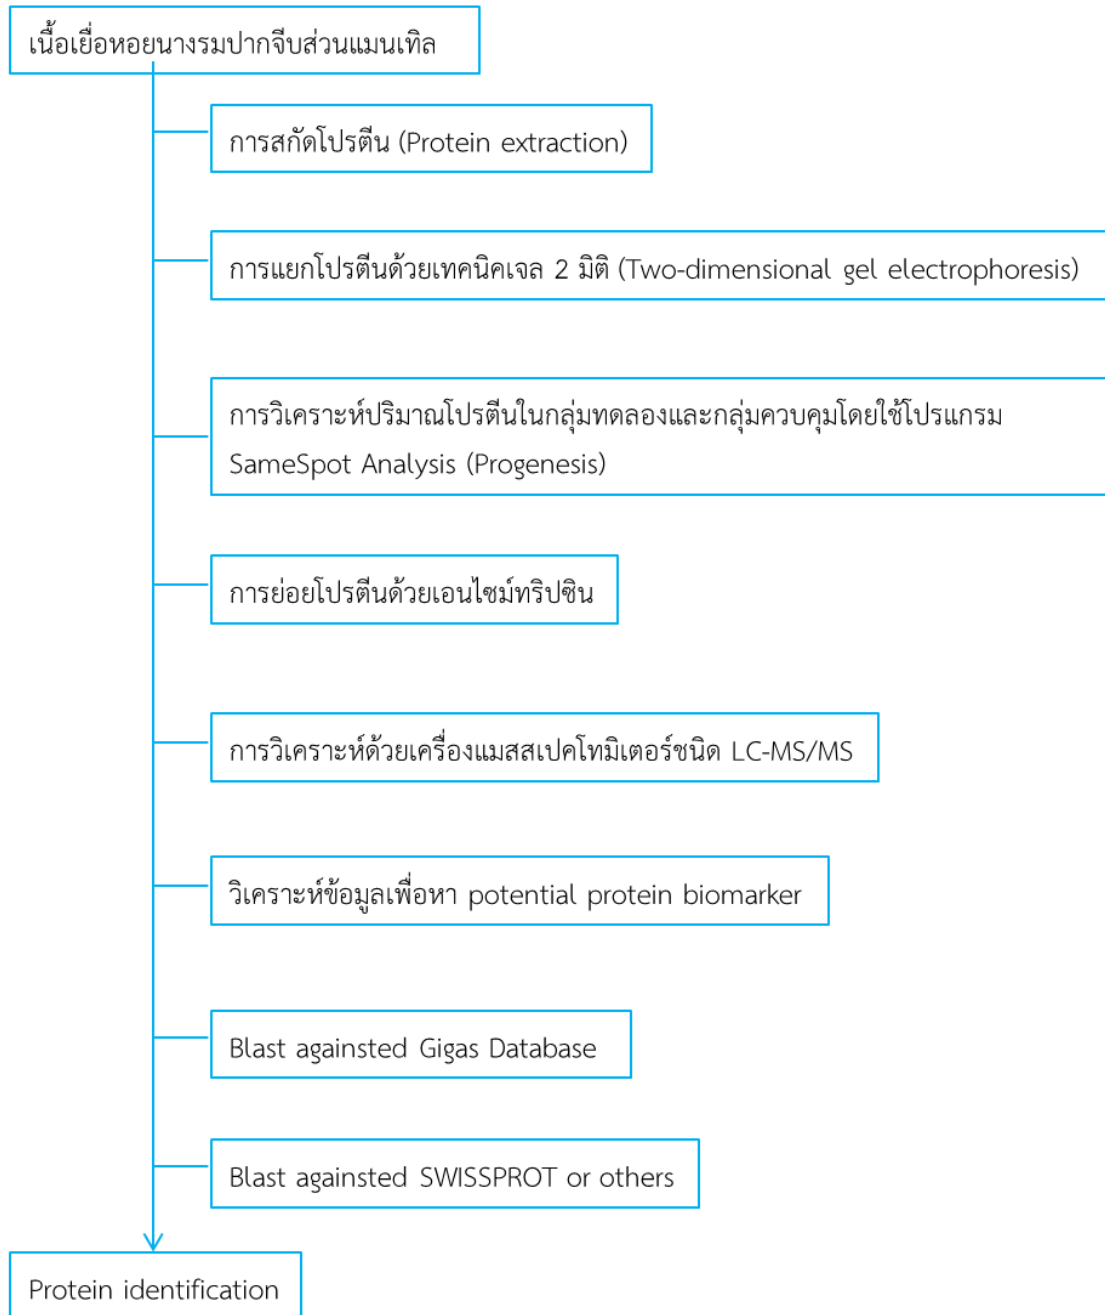 เนื้อเยื่อหอยนางรมปากจีบส่วนแมนเทิล
การสกัดโปรตีน (Protein extraction)
การแยกโปรตีนด้วยเทคนิคเจล 2 มิติ (Two-dimensional gel electrophoresis)
การวิเคราะห์ปริมาณโปรตีนในกลุ่มทดลองและกลุ่มควบคุมโดยใช้โปรแกรม
SameSpot Analysis (Progenesis)
การย่อยโปรตีนด้วยเอนไซม์ทริปซิน
การวิเคราะห์ด้วยเครื่องแมสสเปคโทมิเตอร์ชนิด LC-MS/MS
วิเคราะห์ข้อมูลเพื่อหา potential protein biomarker
Blast againsted Gigas Database
Blast againsted SWISSPROT or others
Protein identification